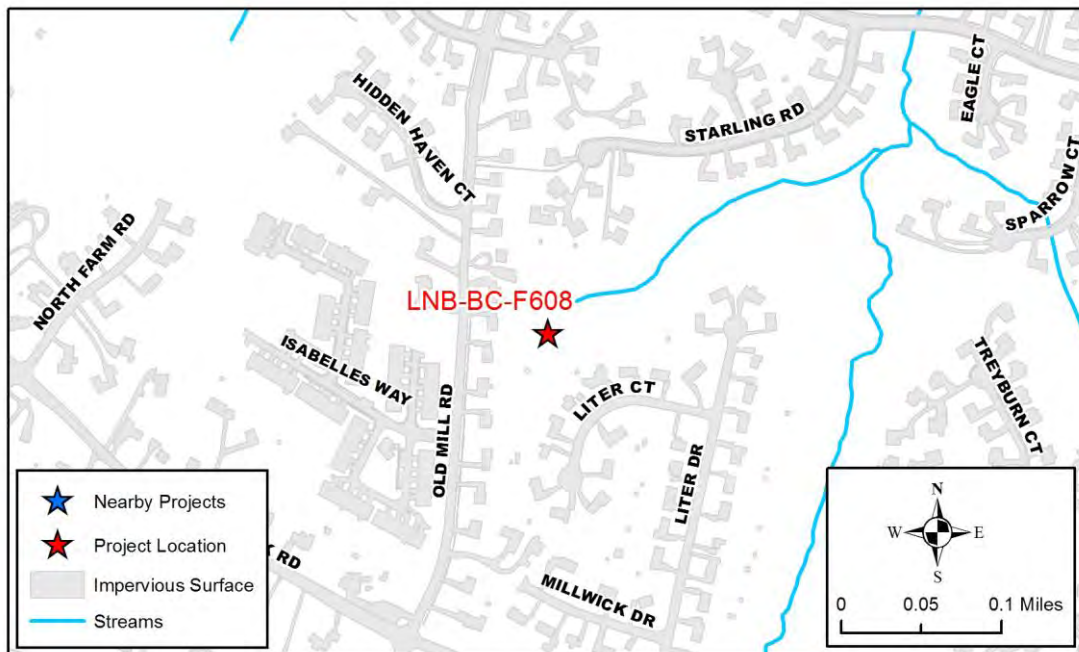 EAGLE CT
HIDDEN HAVEN CT
STARLING RD
SPARROW CT
NORTH FARM RD
LNB-BC-F608
ISABELLES WAY
OLD MILL RD
LITER CT
TREYBURN CT
LITER DR
MILLWICK DR
RD
Nearby Projects
Project Location
Impervious Surface
Streams
N
W E
S
0 0.05 0.1 Miles